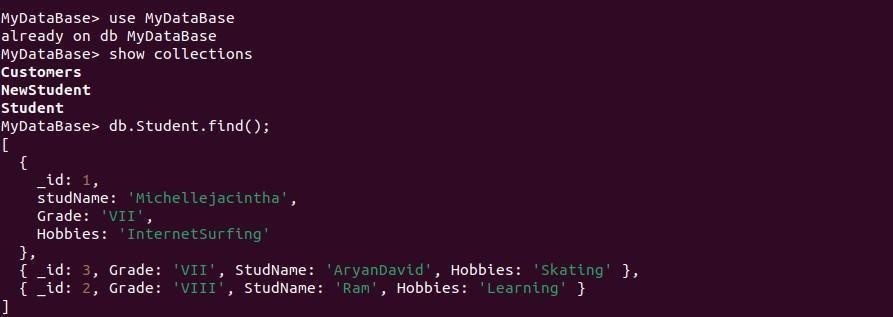 MyDataBase> use MyDataBase
already on db MyDataBase
MyDataBase> show collections
Customers
NewStudent
Student
MyDataBase> db.Student.find();
[
  {
    _id: 1,
    studName: 'Michellejacintha',
    Grade: 'VII',
    Hobbies: 'InternetSurfing'
  },
  { _id: 3, Grade: 'VII', StudName: 'AryanDavid', Hobbies: 'Skating' },
  { _id: 2, Grade: 'VIII', StudName: 'Ram', Hobbies: 'Learning' }
]